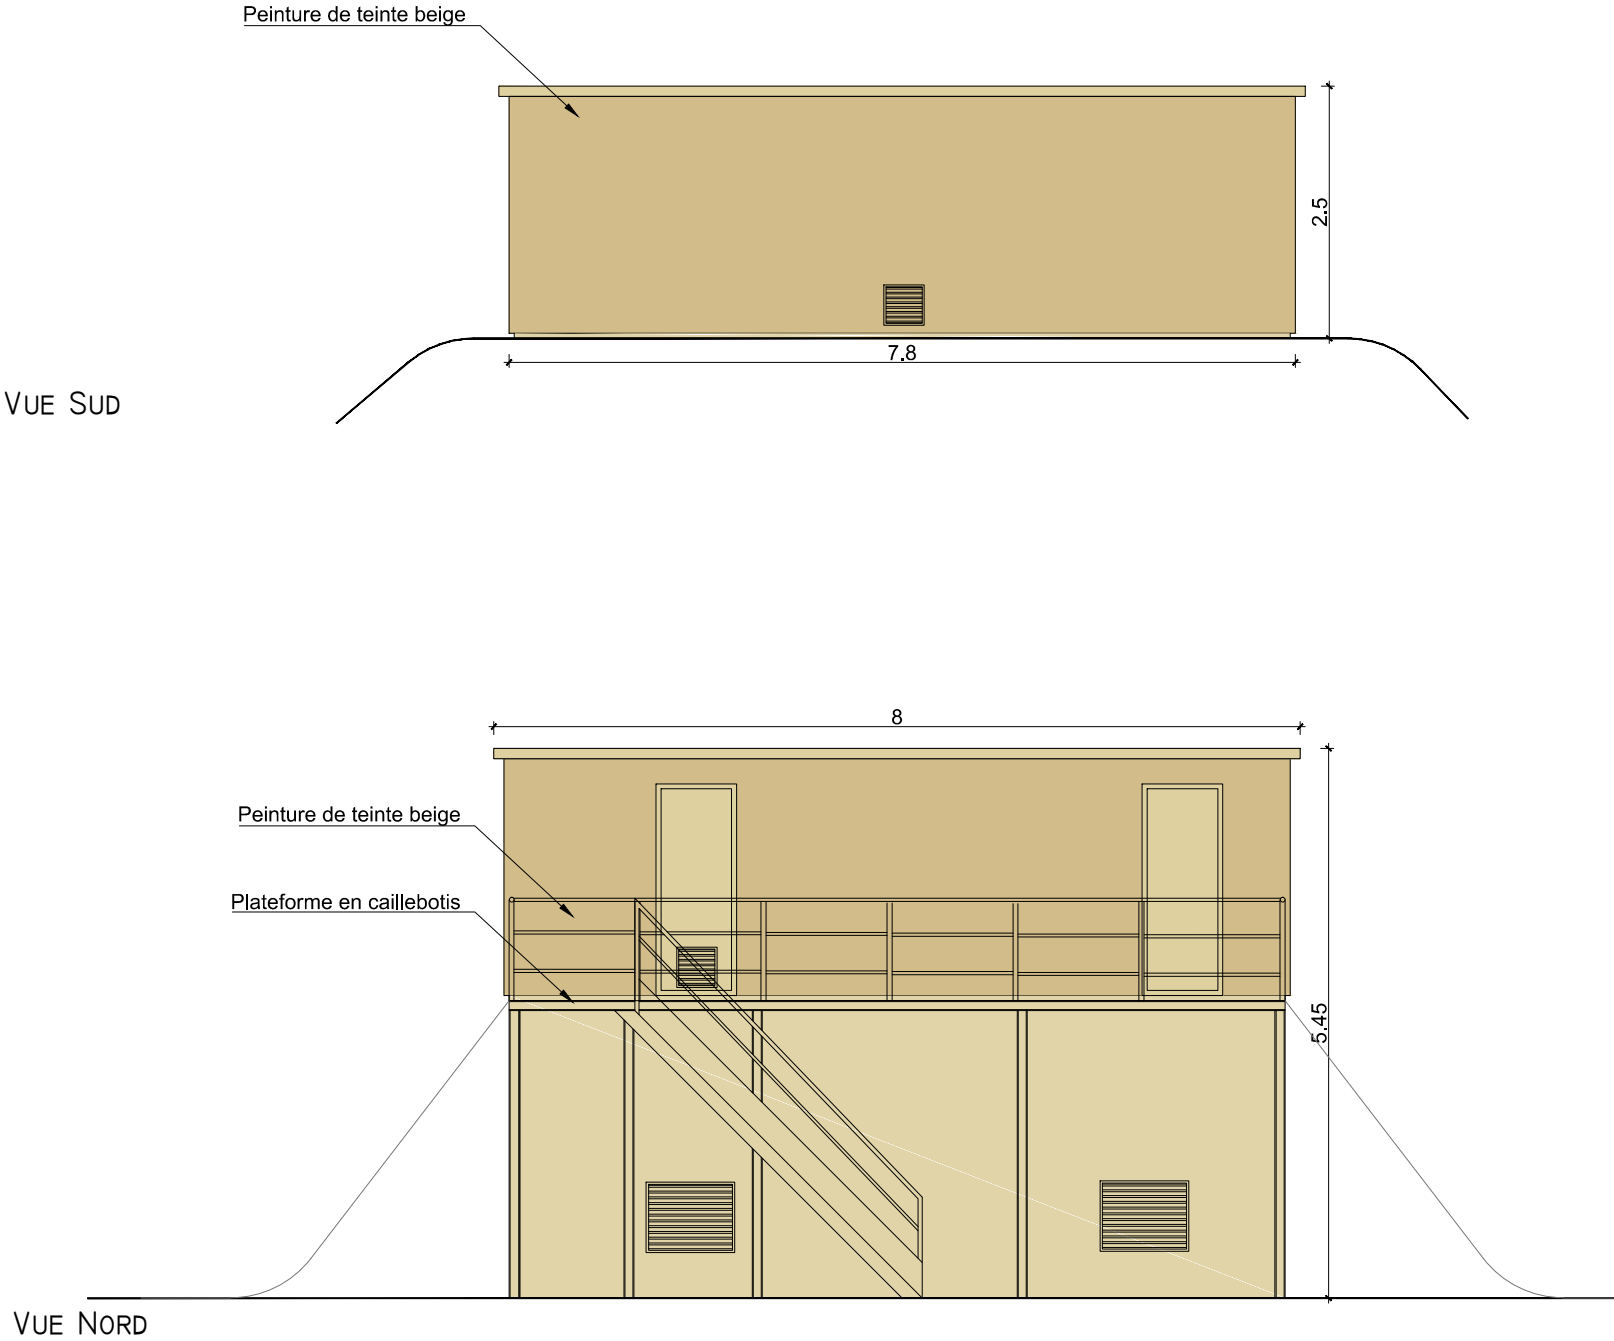 Peinture de teinte beige
2.5
7.8
VUE SUD
8
Peinture de teinte beige
Plateforme en caillebotis
5.45
VUE NORD